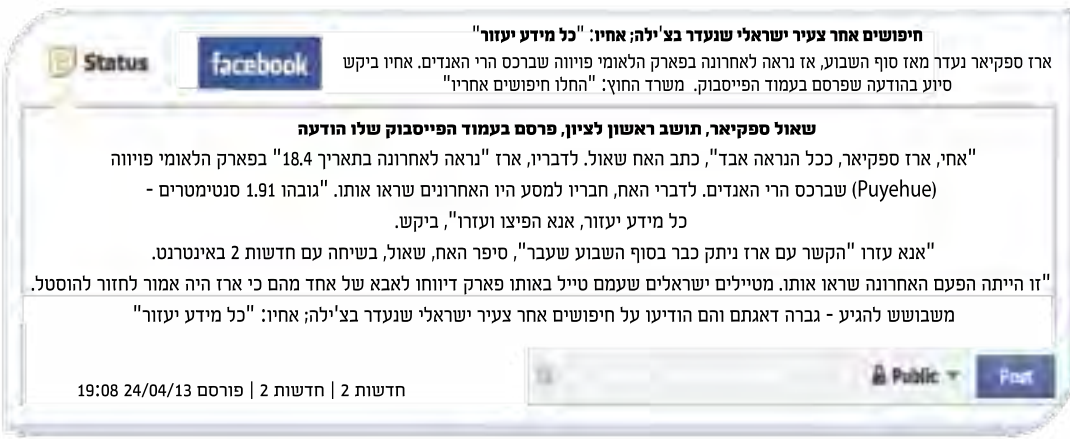 חיפושים אחר צעיר ישראלי שנעדר בצ'ילה; אחיו: "כל מידע יעזור"
Status
facebook
ארז ספקיאר נעדר מאז סוף השבוע, אז נראה לאחרונה בפארק הלאומי פויווה שברכס הרי האנדים. אחיו ביקש
סיוע בהודעה שפרסם בעמוד הפייסבוק. משרד החוץ: "החלו חיפושים אחריו"
שאול ספקיאר, תושב ראשון לציון, פרסם בעמוד הפייסבוק שלו הודעה
"אחי, ארז ספקיאר, ככל הנראה אבד", כתב האח שאול. לדבריו, ארז "נראה לאחרונה בתאריך 18.4" בפארק הלאומי פויווה
(Puyehue) שברכס הרי האנדים. לדברי האח, חבריו למסע היו האחרונים שראו אותו. "גובהו 1.91 סנטימטרים -
כל מידע יעזור, אנא הפיצו ועזרו", ביקש.
"אנא עזרו "הקשר עם ארז ניתק כבר בסוף השבוע שעבר", סיפר האח, שאול, בשיחה עם חדשות 2 באינטרנט.
"זו הייתה הפעם האחרונה שראו אותו. מטיילים ישראלים שעמם טייל באותו פארק דיווחו לאבא של אחד מהם כי ארז היה אמור לחזור להוסטל.
משבושש להגיע - גברה דאגתם והם הודיעו על חיפושים אחר צעיר ישראלי שנעדר בצ'ילה; אחיו: "כל מידע יעזור"
חדשות 2 | חדשות 2 | פורסם 24/04/13 19:08
Public
Post